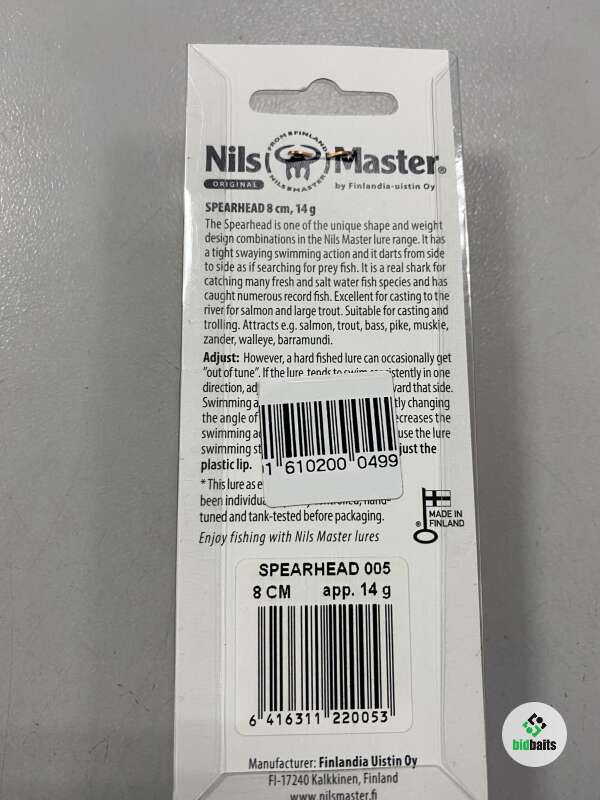 FROM FINLAND
Nils Master®
NILSMASTER
ORIGINAL
by Finlandia-uistin Oy
SPEARHEAD 8 cm, 14 g
The Spearhead is one of the unique shape and weight
design combinations in the Nils Master lure range. It has
a tight swaying swimming action and it darts from side
to side as if searching for prey fish. It is a real shark for
catching many fresh and salt water fish species and has
caught numerous record fish. Excellent for casting to the
river for salmon and large trout. Suitable for casting and
trolling. Attracts e.g. salmon, trout, bass, pike, muskie,
zander, walleye, barramundi.
Adjust: However, a hard fished lure can occasionally get
"out of tune". If the lure tends to swim consistently in one
direction, that side.
Swimming changing
the angle of
swimming use the lure
swimming just the
plastic lip.
1 610200 0499
* This lure as
been hand-
tuned and tank-tested before packaging.
Enjoy fishing with Nils Master lures
MADE IN
® FINLAND
SPEARHEAD 005
8 CM app. 14 g
6 416311 220053
Manufacturer: Finlandia Uistin Oy
FI-17240 Kalkkinen, Finland
www.nilsmaster.fi
bidbaits